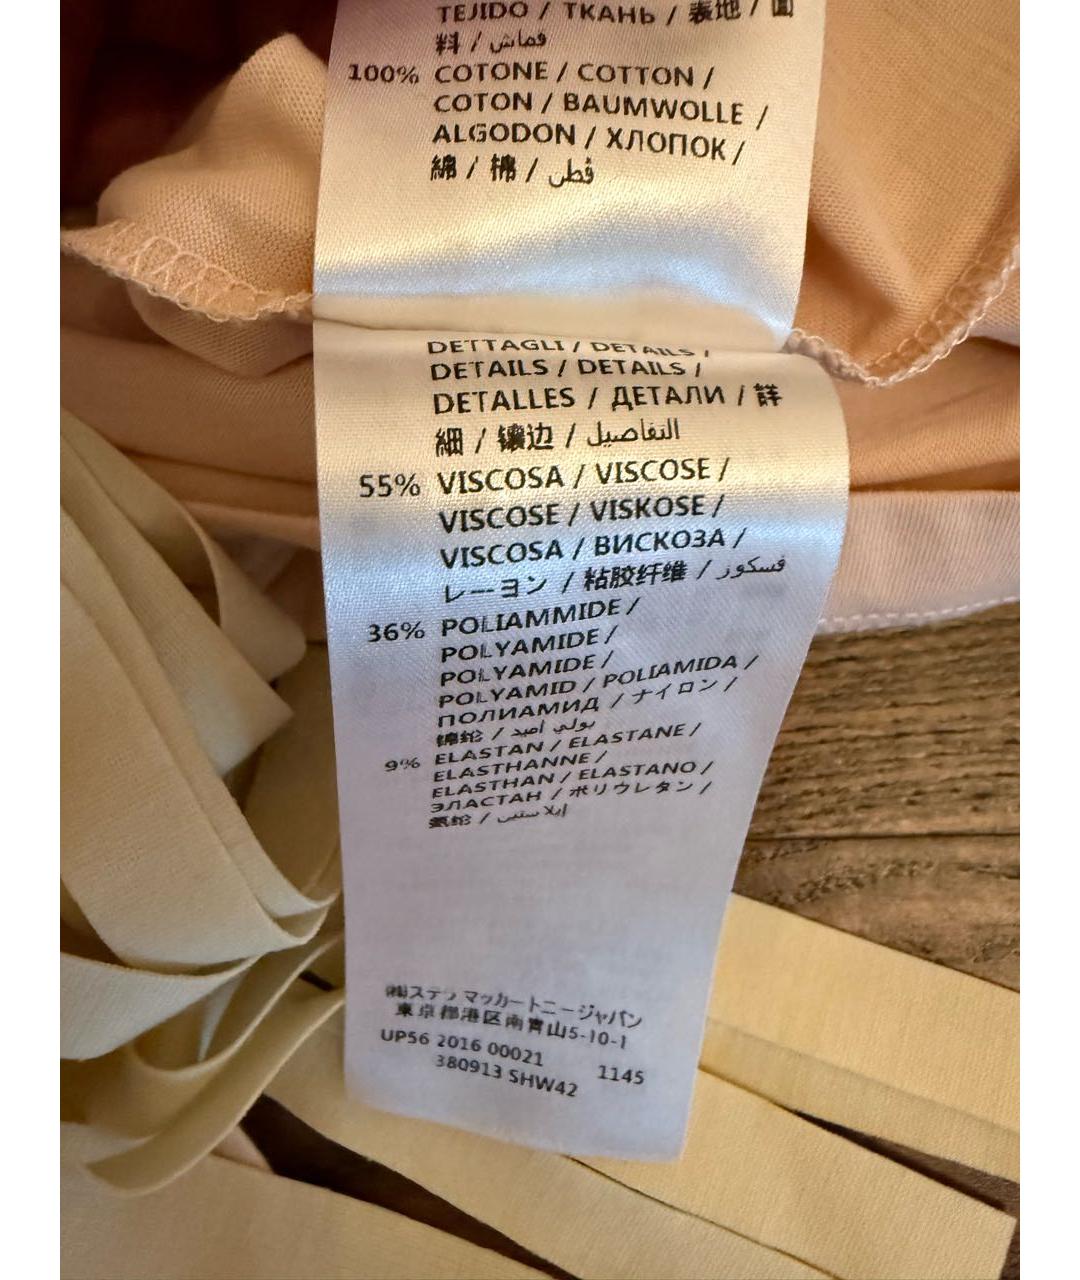 TEJIDO / ТКАНЬ / 表地 / 面
料 / قماش
100% COTONE / COTTON /
COTON / BAUMWOLLE /
ALGODON / ХЛОПОК /
綿 / 棉 / قطن
DETTAGLI / DETAILS /
DETAILS / DETAILS /
DETALLES / ДЕТАЛИ / 詳
細 / 镶边 / التفاصيل
55% VISCOSA / VISCOSE /
VISCOSE / VISKOSE /
VISCOSA / ВИСКОЗА /
レーヨン / 粘胶纤维 / فسكوز
36% POLIAMMIDE /
POLYAMIDE /
POLYAMIDE /
POLYAMID / POLIAMIDA /
ПОЛИАМИД / ナイロン /
锦纶 / بولي أميد
9% ELASTAN / ELASTANE /
ELASTHANNE /
ELASTHAN / ELASTANO /
ЭЛАСТАН / ポリウレタン /
氨纶 /
㈱ステラ マッカートニージャパン
東京都港区南青山5-10-1
UP56 2016 00021 1145
380913 SHW42